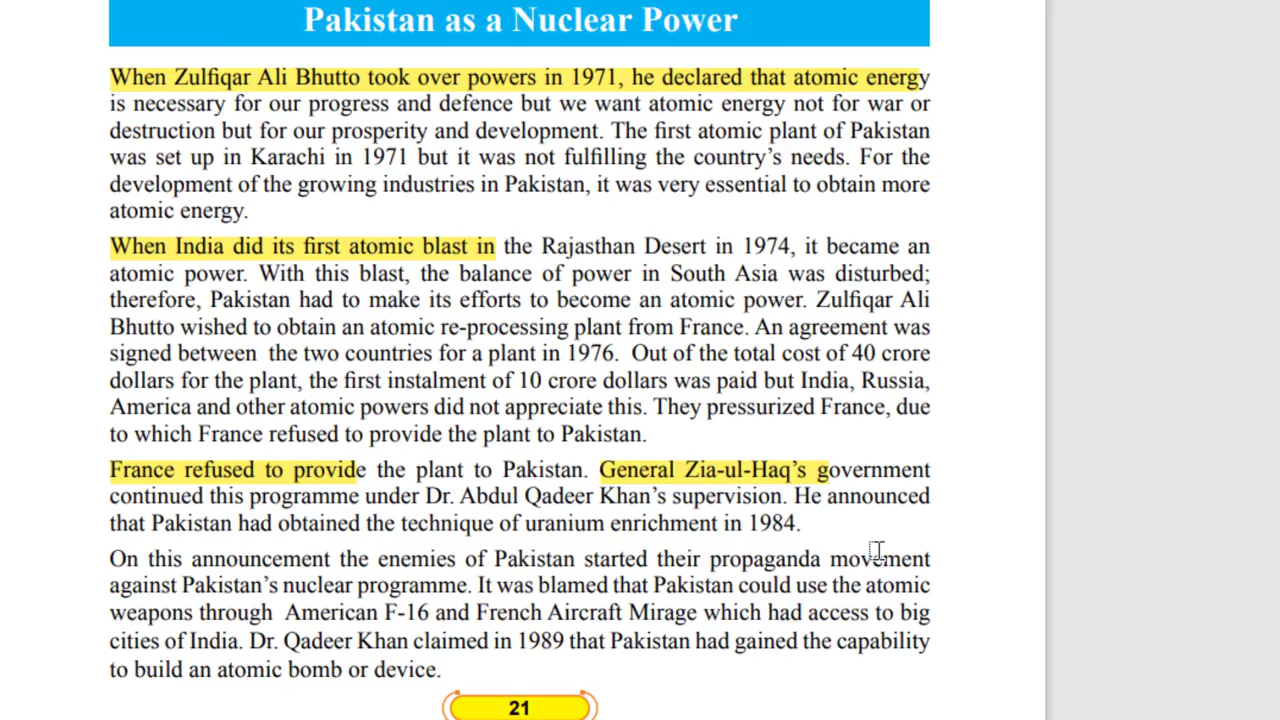 Pakistan as a Nuclear Power
When Zulfiqar Ali Bhutto took over powers in 1971, he declared that atomic energy
is necessary for our progress and defence but we want atomic energy not for war or
destruction but for our prosperity and development. The first atomic plant of Pakistan
was set up in Karachi in 1971 but it was not fulfilling the country's needs. For the
development of the growing industries in Pakistan, it was very essential to obtain more
atomic energy.
When India did its first atomic blast in the Rajasthan Desert in 1974, it became an
atomic power. With this blast, the balance of power in South Asia was disturbed;
therefore, Pakistan had to make its efforts to become an atomic power. Zulfiqar Ali
Bhutto wished to obtain an atomic re-processing plant from France. An agreement was
signed between the two countries for a plant in 1976. Out of the total cost of 40 crore
dollars for the plant, the first instalment of 10 crore dollars was paid but India, Russia,
America and other atomic powers did not appreciate this. They pressurized France, due
to which France refused to provide the plant to Pakistan.
France refused to provide the plant to Pakistan. General Zia-ul-Haq's government
continued this programme under Dr. Abdul Qadeer Khan's supervision. He announced
that Pakistan had obtained the technique of uranium enrichment in 1984.
On this announcement the enemies of Pakistan started their propaganda movement
against Pakistan's nuclear programme. It was blamed that Pakistan could use the atomic
weapons through American F-16 and French Aircraft Mirage which had access to big
cities of India. Dr. Qadeer Khan claimed in 1989 that Pakistan had gained the capability
to build an atomic bomb or device.
21